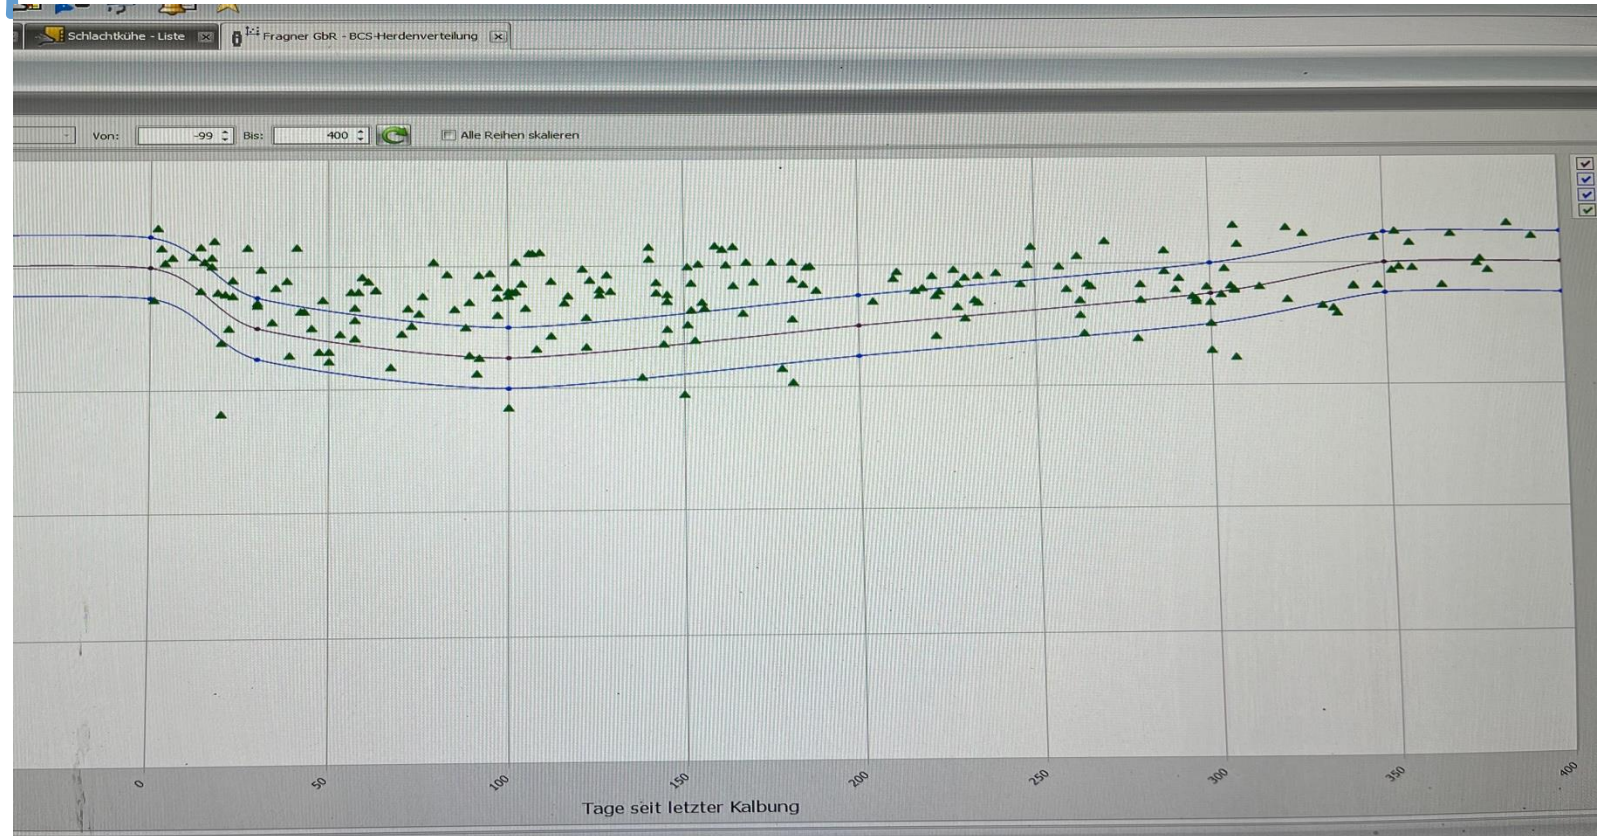 Schlachtkühe - Liste Fragner GbR - BCS-Herdenverteilung
Von: -99 Bis: 400 Alle Reihen skalieren
0 50 100 150 200 250 300 350 400
Tage seit letzter Kalbung